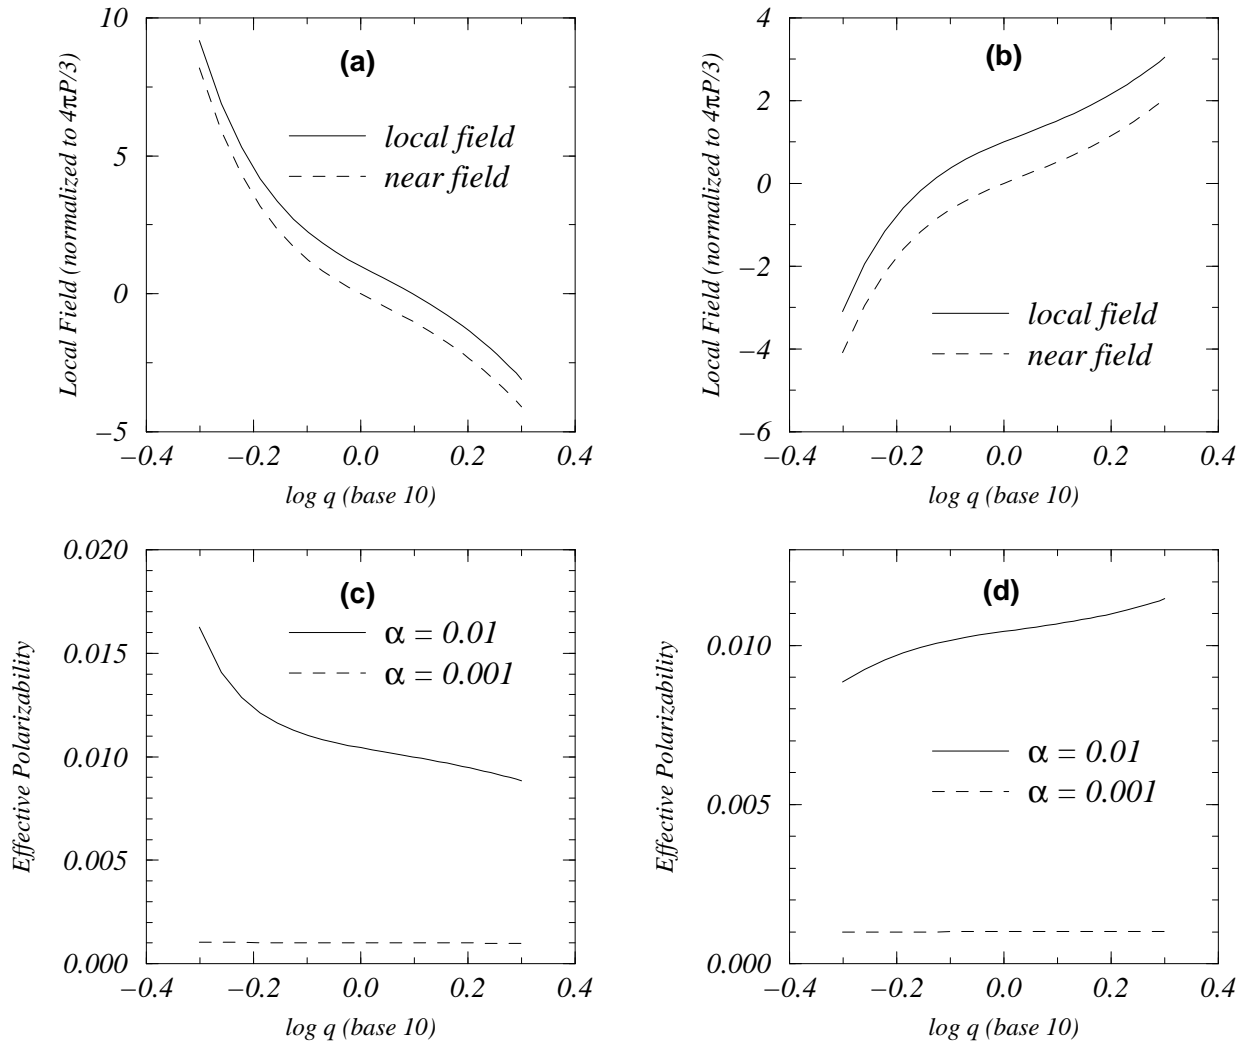 (a)
Local Field (normalized to 4πP/3)
10
5
0
−5
local field
near field
−0.4 −0.2 0.0 0.2 0.4
log q (base 10)
(b)
Local Field (normalized to 4πP/3)
4
2
0
−2
−4
−6
local field
near field
−0.4 −0.2 0.0 0.2 0.4
log q (base 10)
(c)
Effective Polarizability
0.020
0.015
0.010
0.005
0.000
α = 0.01
α = 0.001
−0.4 −0.2 0.0 0.2 0.4
log q (base 10)
(d)
Effective Polarizability
0.010
0.005
0.000
α = 0.01
α = 0.001
−0.4 −0.2 0.0 0.2 0.4
log q (base 10)